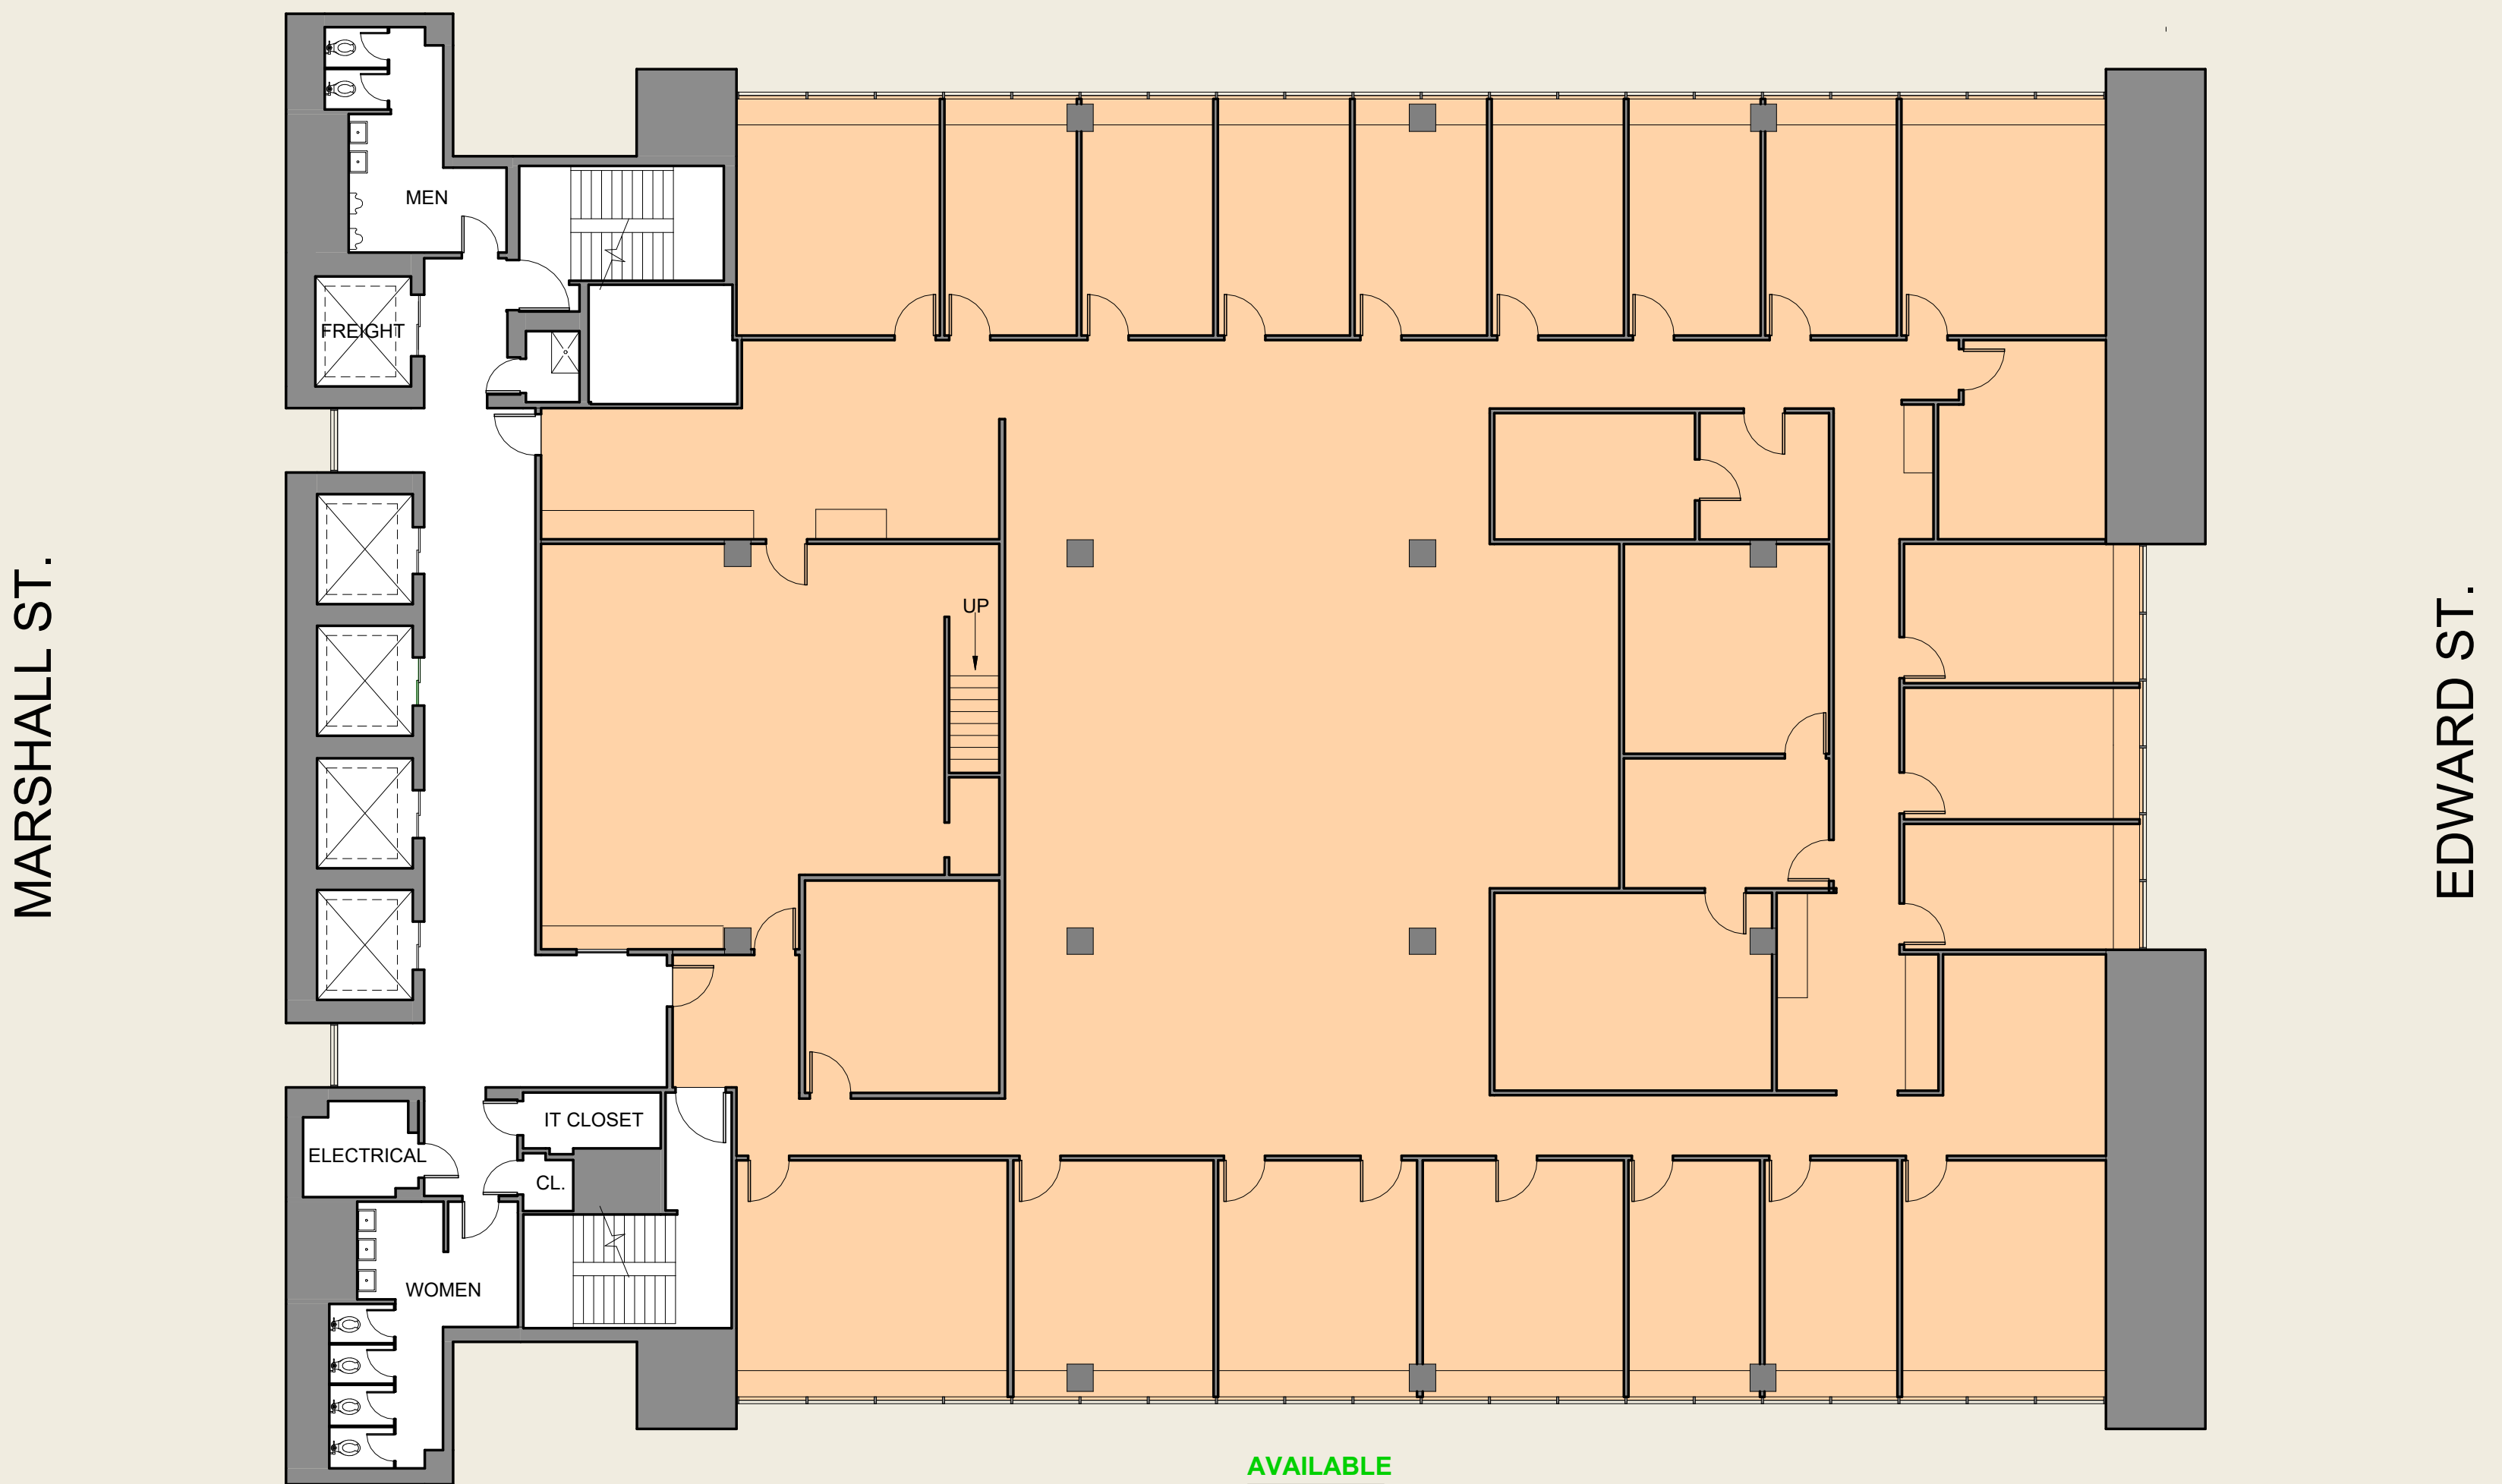 MEN
FREIGHT
UP
MARSHALL ST.
EDWARD ST.
IT CLOSET
ELECTRICAL
CL.
WOMEN
AVAILABLE